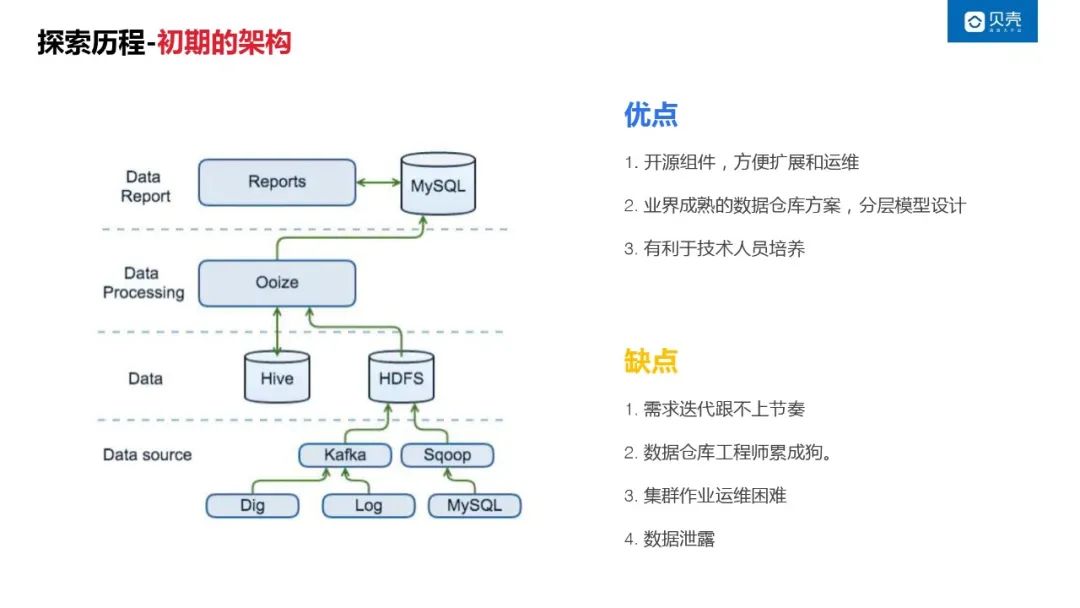 探索历程-初期的架构
贝壳
Data
Report
Reports
MySQL
Data
Processing
Ooize
Data
Hive
HDFS
Data source
Kafka
Sqoop
Dig
Log
MySQL
优点
1. 开源组件，方便扩展和运维
2. 业界成熟的数据仓库方案，分层模型设计
3. 有利于技术人员培养
缺点
1. 需求迭代跟不上节奏
2. 数据仓库工程师累成狗。
3. 集群作业运维困难
4. 数据泄露